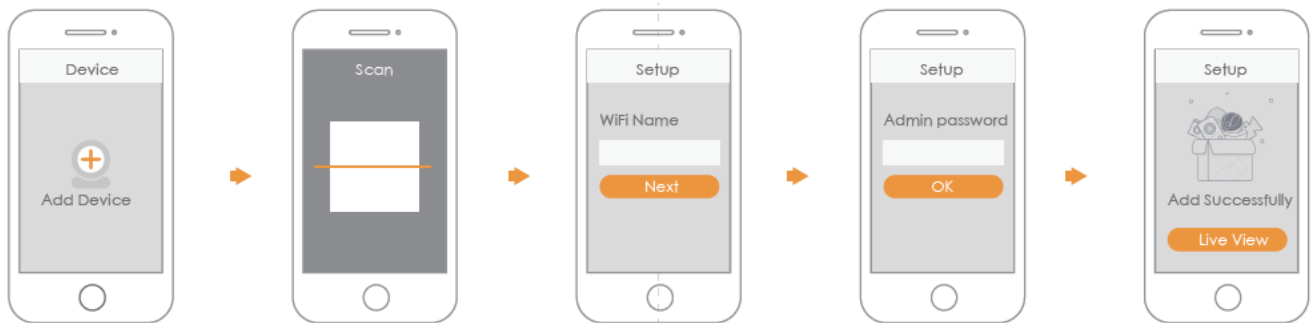 Device
Add Device
Scan
Setup
WiFi Name
Next
Setup
Admin password
OK
Setup
Add Successfully
Live View